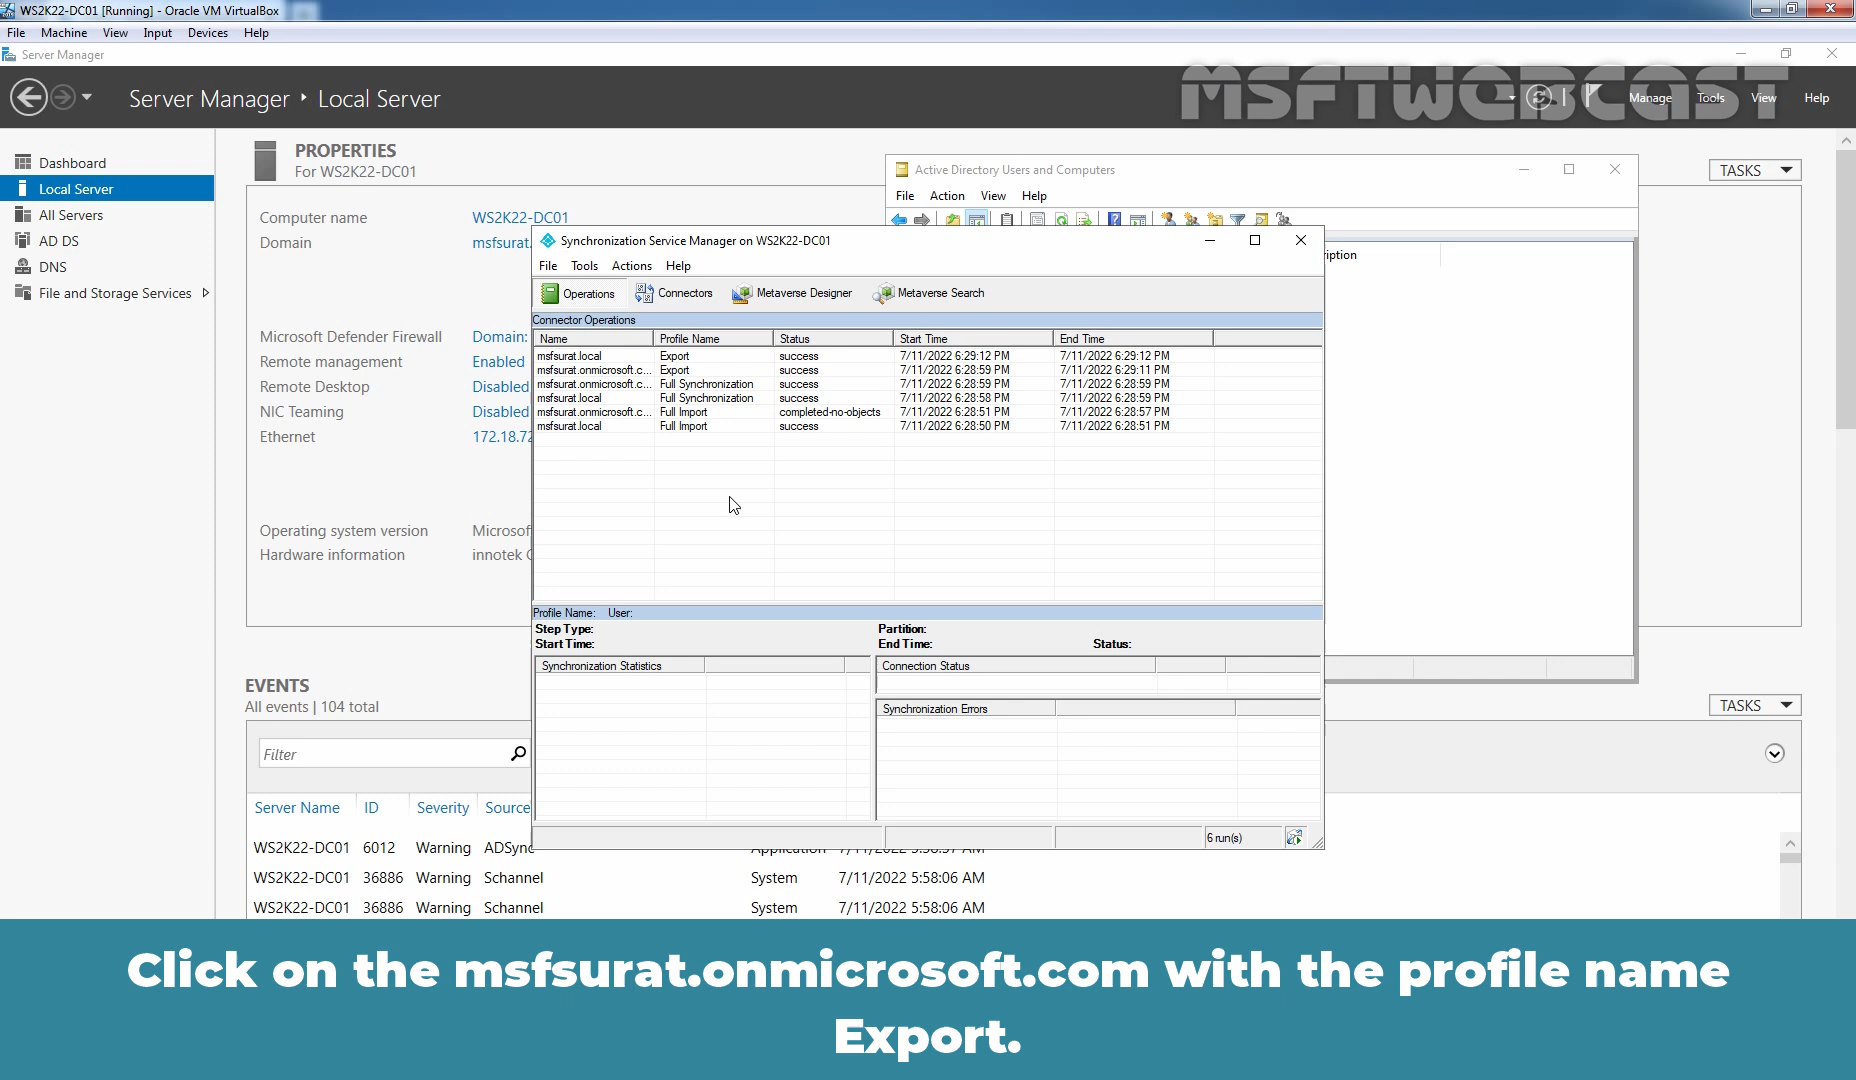 WS2K22-DC01 [Running] - Oracle VM VirtualBox
File Machine View Input Devices Help
Server Manager
Server Manager Local Server
MSFTWEBCAST
Manage Tools View Help
Dashboard
Local Server
All Servers
AD DS
DNS
File and Storage Services
PROPERTIES
For WS2K22-DC01
TASKS
Computer name WS2K22-DC01
Domain msfsurat.
Microsoft Defender Firewall Domain:
Remote management Enabled
Remote Desktop Disabled
NIC Teaming Disabled
Ethernet 172.18.72
Operating system version Microsof
Hardware information innotek
Active Directory Users and Computers
File Action View Help
ription
Synchronization Service Manager on WS2K22-DC01
File Tools Actions Help
Operations Connectors Metaverse Designer Metaverse Search
Connector Operations
Name Profile Name Status Start Time End Time
msfsurat.local Export success 7/11/2022 6:29:12 PM 7/11/2022 6:29:12 PM
msfsurat.onmicrosoft.c... Export success 7/11/2022 6:28:59 PM 7/11/2022 6:29:11 PM
msfsurat.onmicrosoft.c... Full Synchronization success 7/11/2022 6:28:59 PM 7/11/2022 6:28:59 PM
msfsurat.local Full Synchronization success 7/11/2022 6:28:58 PM 7/11/2022 6:28:59 PM
msfsurat.onmicrosoft.c... Full Import completed-no-objects 7/11/2022 6:28:51 PM 7/11/2022 6:28:57 PM
msfsurat.local Full Import success 7/11/2022 6:28:50 PM 7/11/2022 6:28:51 PM
Profile Name: User:
Step Type: Partition:
Start Time: End Time: Status:
Synchronization Statistics Connection Status
Synchronization Errors
6 run(s)
EVENTS
All events | 104 total
TASKS
Filter
Server Name ID Severity Source
WS2K22-DC01 6012 Warning ADSync
WS2K22-DC01 36886 Warning Schannel System 7/11/2022 5:58:06 AM
WS2K22-DC01 36886 Warning Schannel System 7/11/2022 5:58:06 AM
Click on the msfsurat.onmicrosoft.com with the profile name
Export.